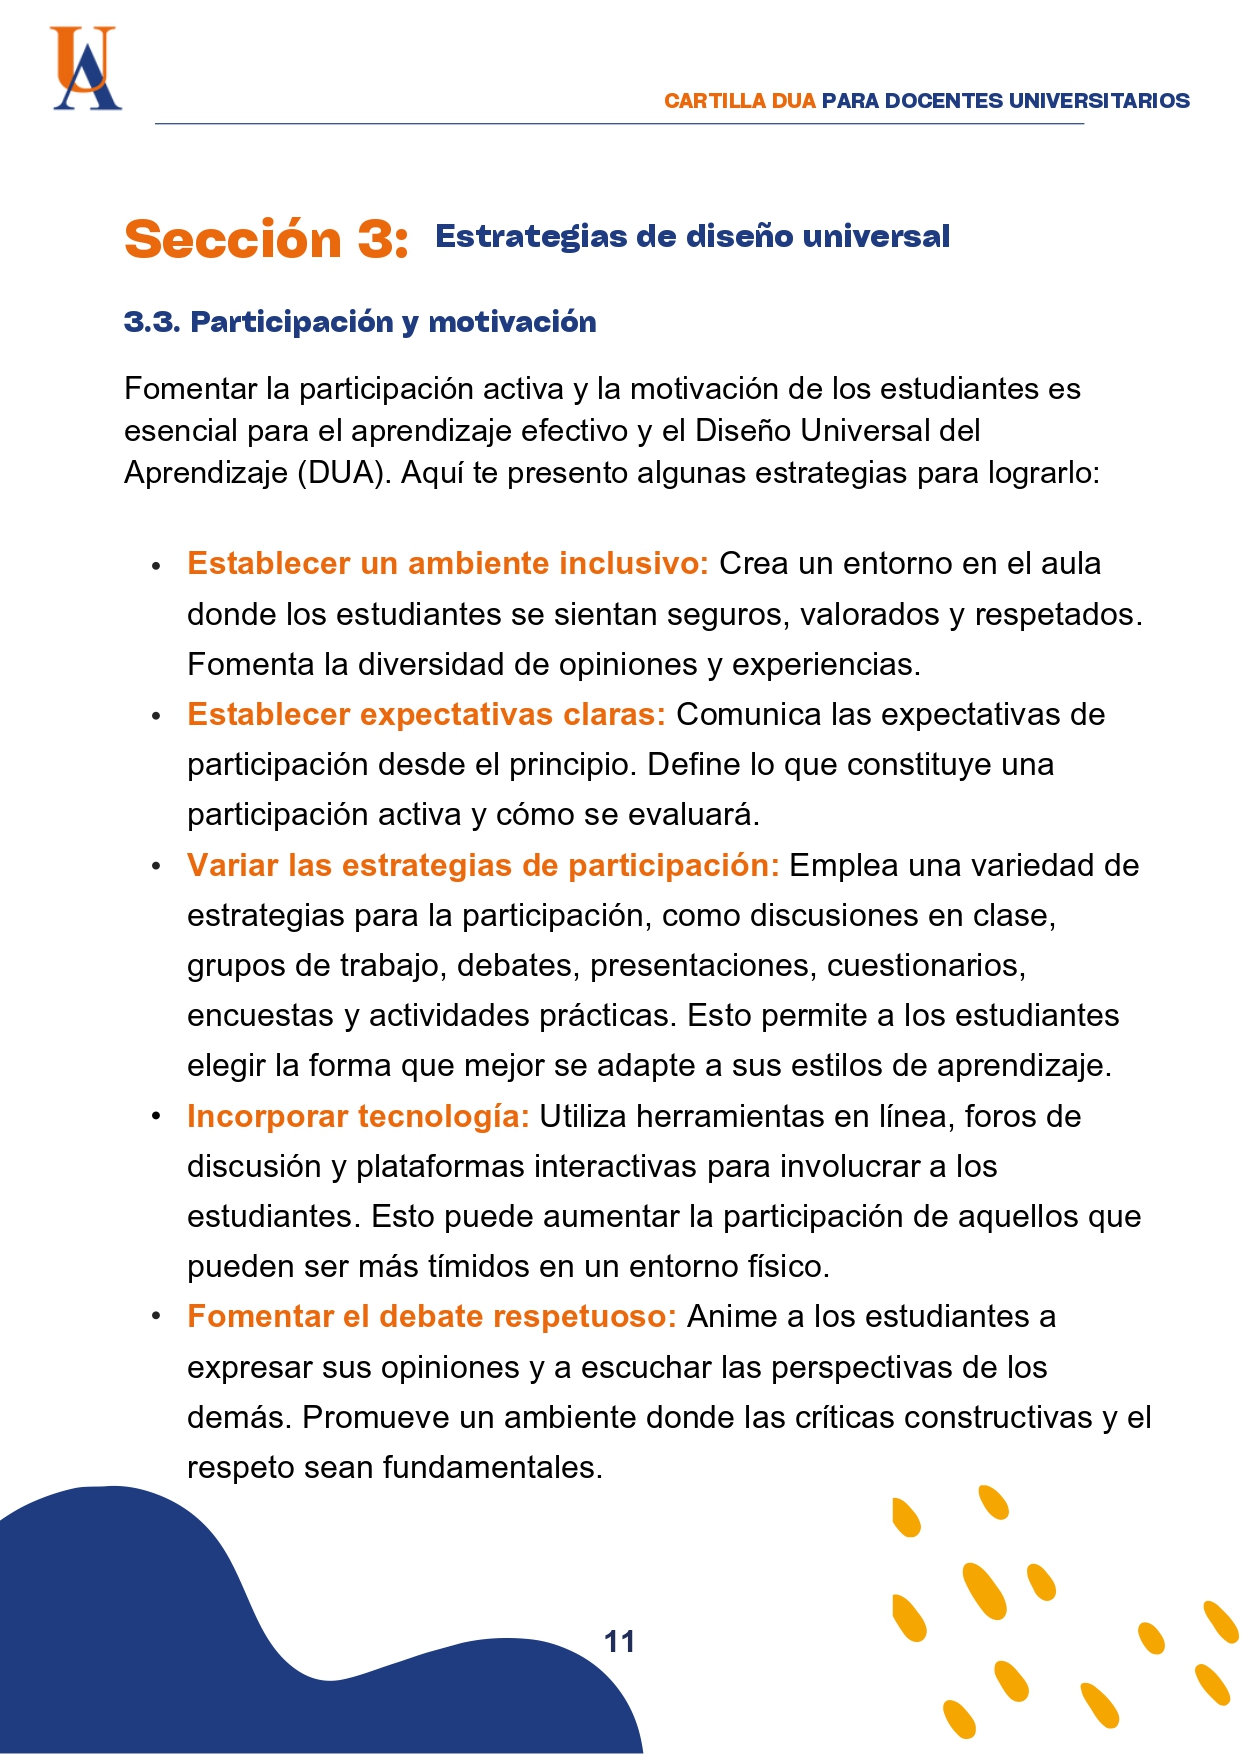 UA
CARTILLA DUA PARA DOCENTES UNIVERSITARIOS
Sección 3: Estrategias de diseño universal
3.3. Participación y motivación
Fomentar la participación activa y la motivación de los estudiantes es
esencial para el aprendizaje efectivo y el Diseño Universal del
Aprendizaje (DUA). Aquí te presento algunas estrategias para lograrlo:
• Establecer un ambiente inclusivo: Crea un entorno en el aula
donde los estudiantes se sientan seguros, valorados y respetados.
Fomenta la diversidad de opiniones y experiencias.
• Establecer expectativas claras: Comunica las expectativas de
participación desde el principio. Define lo que constituye una
participación activa y cómo se evaluará.
• Variar las estrategias de participación: Emplea una variedad de
estrategias para la participación, como discusiones en clase,
grupos de trabajo, debates, presentaciones, cuestionarios,
encuestas y actividades prácticas. Esto permite a los estudiantes
elegir la forma que mejor se adapte a sus estilos de aprendizaje.
• Incorporar tecnología: Utiliza herramientas en línea, foros de
discusión y plataformas interactivas para involucrar a los
estudiantes. Esto puede aumentar la participación de aquellos que
pueden ser más tímidos en un entorno físico.
• Fomentar el debate respetuoso: Anime a los estudiantes a
expresar sus opiniones y a escuchar las perspectivas de los
demás. Promueve un ambiente donde las críticas constructivas y el
respeto sean fundamentales.
11